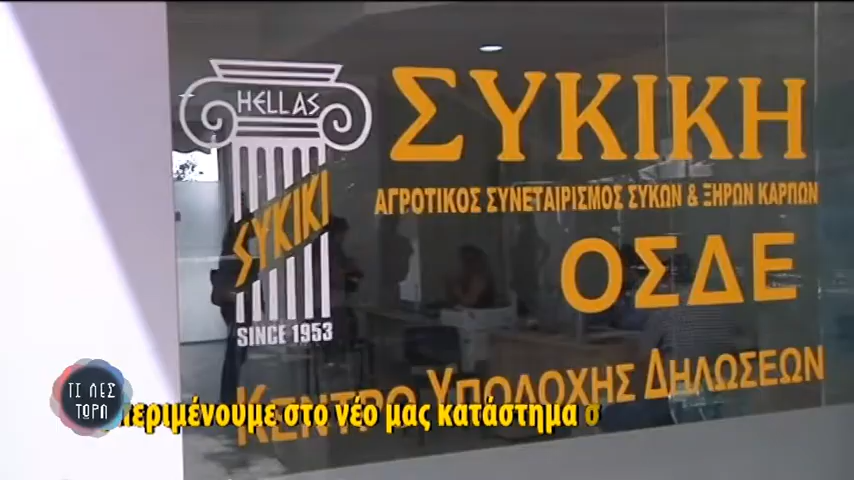 HELLAS
SYKIKI
SINCE 1953
ΣΥΚΙΚΗ
ΑΓΡΟΤΙΚΟΣ ΣΥΝΕΤΑΙΡΙΣΜΟΣ ΣΥΚΩΝ & ΞΗΡΩΝ ΚΑΡΠΩΝ
ΟΣΔΕ
ΚΕΝΤΡΟ ΥΠΟΔΟΧΗΣ ΔΗΛΩΣΕΩΝ
ΤΙ ΛΕΣ
ΤΩΡΑ
περιμένουμε στο νέο μας κατάστημα σ